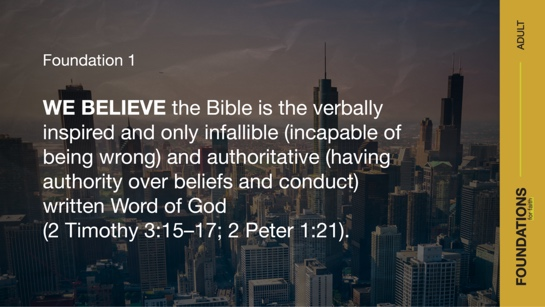 Foundation 1
WE BELIEVE the Bible is the verbally
inspired and only infallible (incapable of
being wrong) and authoritative (having
authority over beliefs and conduct)
written Word of God
(2 Timothy 3:15–17; 2 Peter 1:21).
ADULT
FOUNDATIONS